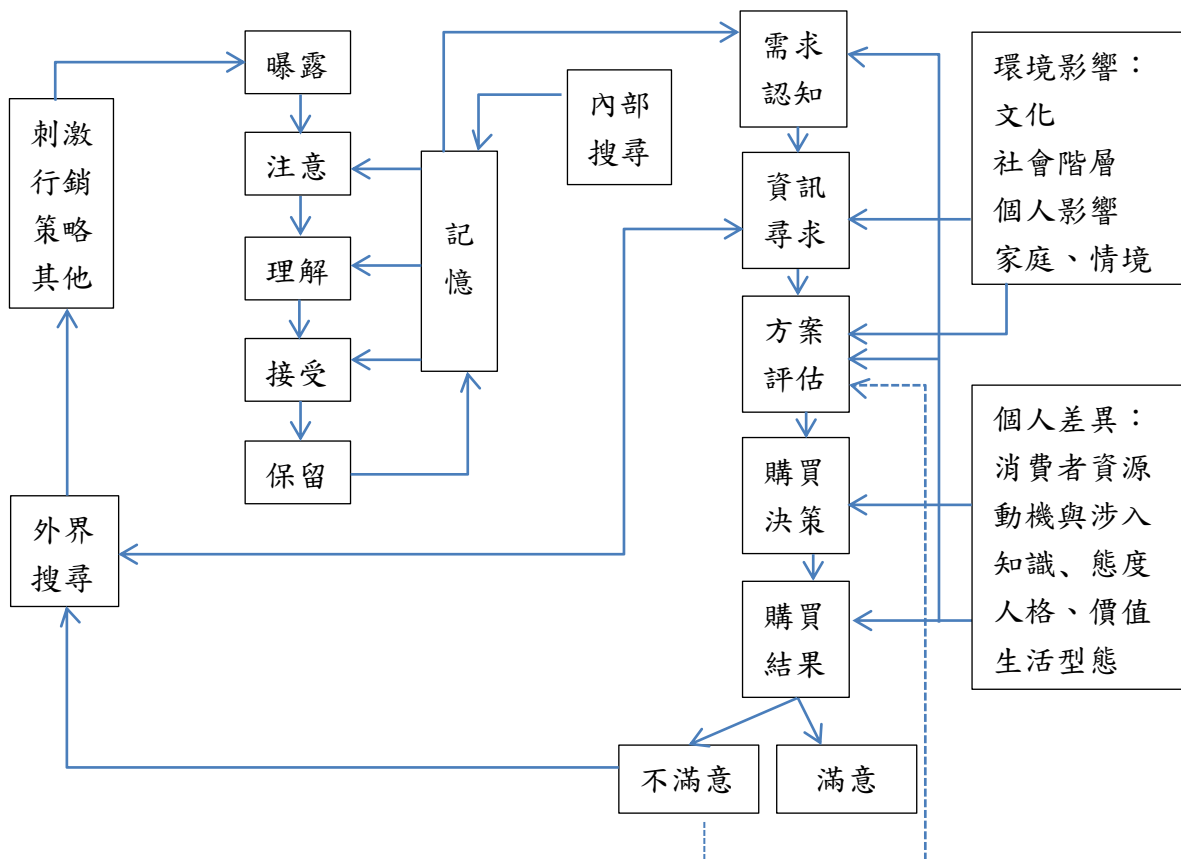 刺激
行銷
策略
其他
外界
搜尋
曝露
注意
理解
接受
保留
記
憶
內部
搜尋
需求
認知
資訊
尋求
方案
評估
購買
決策
購買
結果
不滿意
滿意
環境影響：
文化
社會階層
個人影響
家庭、情境
個人差異：
消費者資源
動機與涉入
知識、態度
人格、價值
生活型態